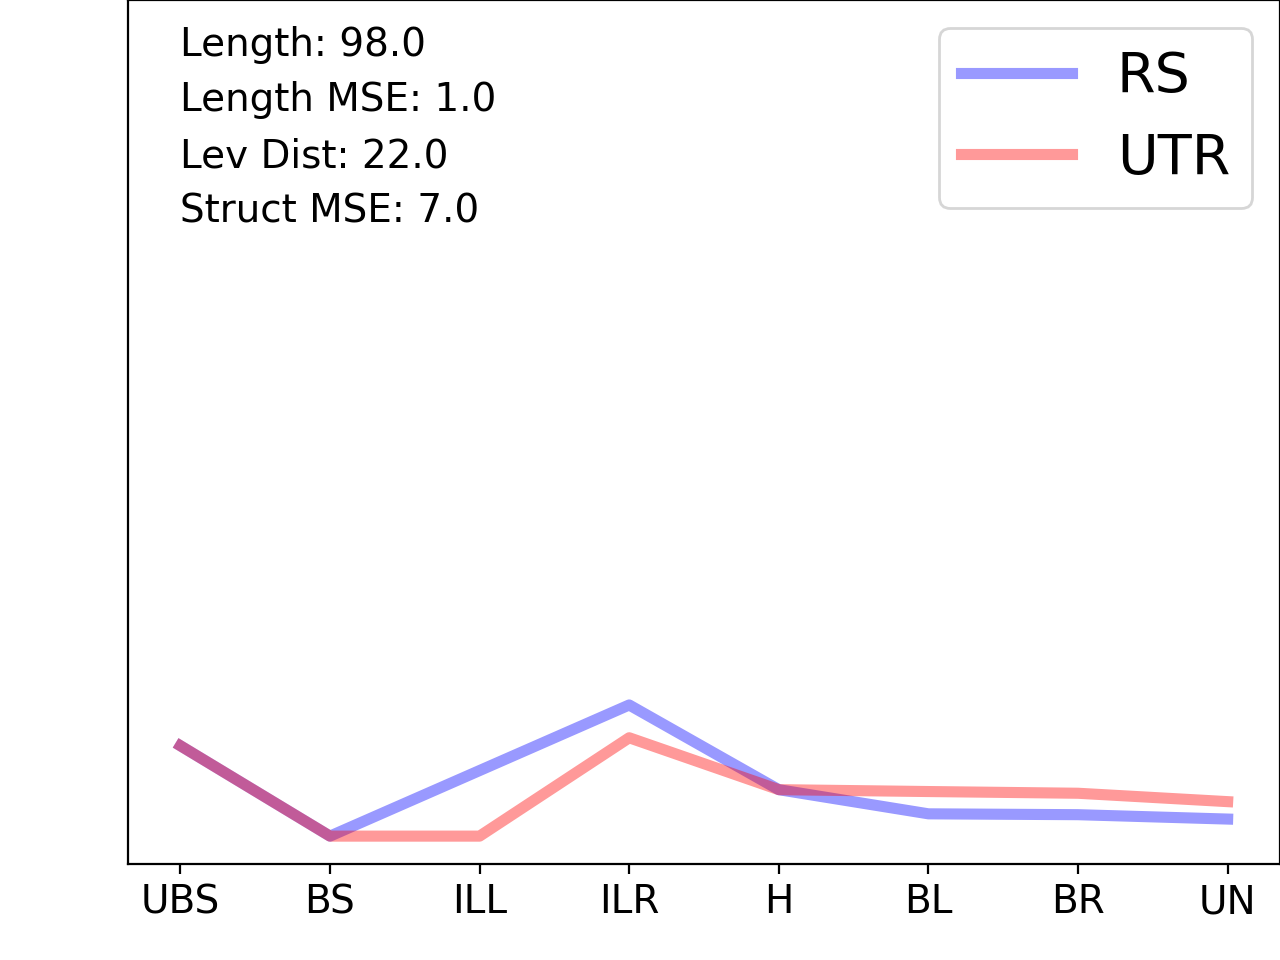 Length: 98.0
Length MSE: 1.0
Lev Dist: 22.0
Struct MSE: 7.0
RS
UTR
UBS BS ILL ILR H BL BR UN